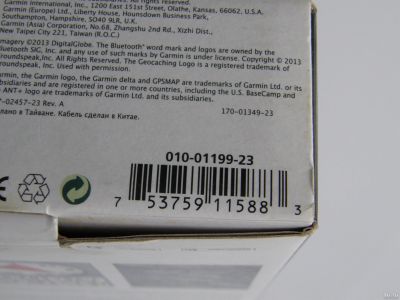 Garmin International, Inc., 1200 East 151st Street, Olathe, Kansas, 66062, U.S.A.
Garmin (Europe) Ltd., Liberty House, Hounsdown Business Park,
Southampton, Hampshire, SO40 9LR, U.K.
Garmin (Asia) Corporation, No.68, Zhangshu 2nd Rd., Xizhi Dist.,
New Taipei City 221, Taiwan (R.O.C.)
magery ©2013 DigitalGlobe. The Bluetooth® word mark and logos are owned by the
Bluetooth SIG, Inc. and any use of such marks by Garmin is under license. Copyright © 2013
roundspeak,Inc.All Rights Reserved. The Geocaching Logo is a registered trademark of
roundspeak, Inc. Used with permission.
rmin, the Garmin logo, the Garmin delta and GPSMAP are trademarks of Garmin Ltd. or its
sidiaries and are registered in one or more countries, including the U.S. BaseCamp and
ANT+ logo are trademarks of Garmin Ltd. and its subsidiaries.
-02457-23 Rev. A
170-01349-23
лано в Тайване. Кабель сделан в Китае.
010-01199-23
CE
7 53759 11588 3